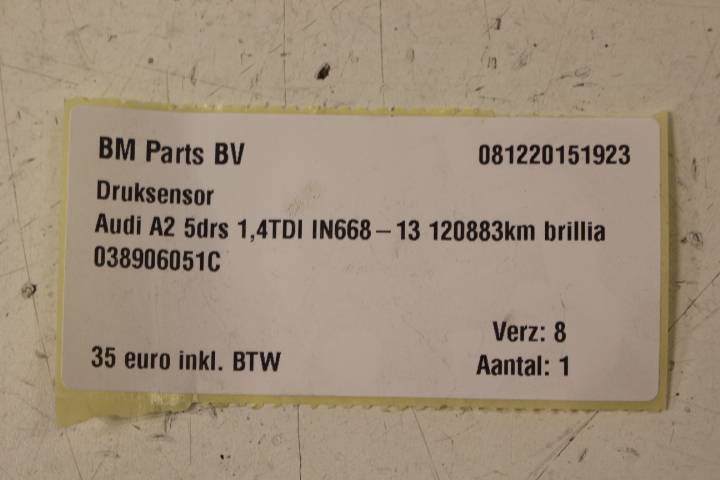 BM Parts BV 081220151923
Druksensor
Audi A2 5drs 1,4TDI IN668-13 120883km brillia
038906051C
Verz: 8
35 euro inkl. BTW Aantal: 1